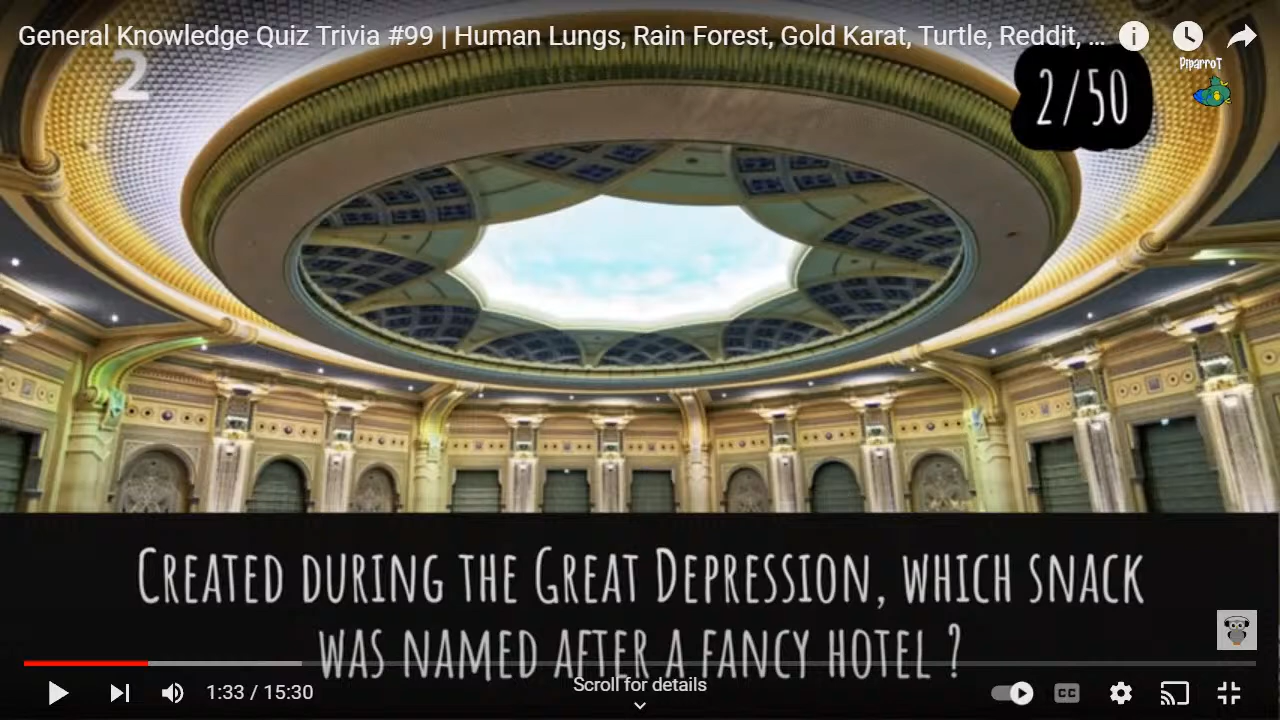 General Knowledge Quiz Trivia #99 | Human Lungs, Rain Forest, Gold Karat, Turtle, Reddit, ...
PIparroT
2
2/50
CREATED DURING THE GREAT DEPRESSION, WHICH SNACK
WAS NAMED AFTER A FANCY HOTEL ?
1:33 / 15:30
Scroll for details
CC